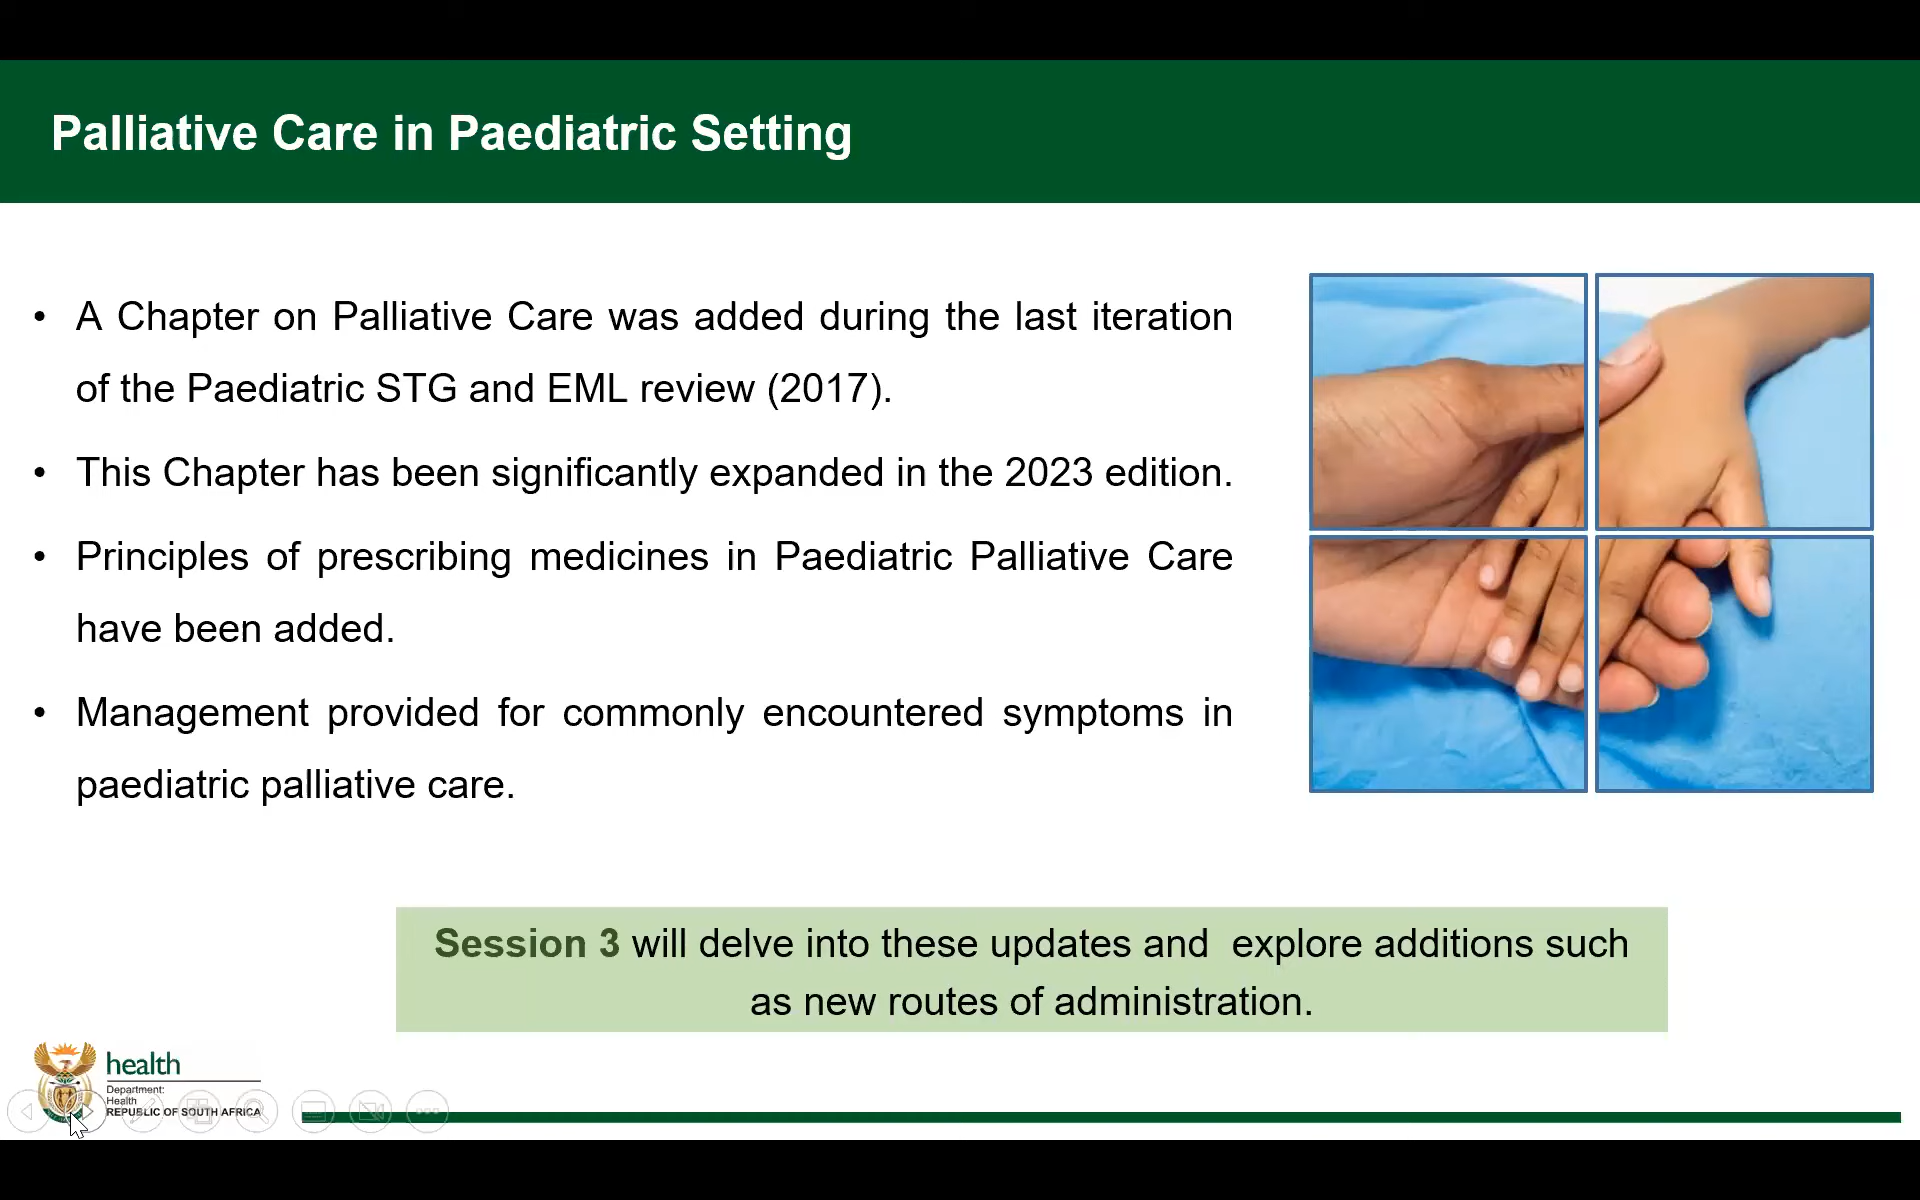 Palliative Care in Paediatric Setting
• A Chapter on Palliative Care was added during the last iteration
of the Paediatric STG and EML review (2017).
• This Chapter has been significantly expanded in the 2023 edition.
• Principles of prescribing medicines in Paediatric Palliative Care
have been added.
• Management provided for commonly encountered symptoms in
paediatric palliative care.
Session 3 will delve into these updates and explore additions such
as new routes of administration.
health
Department:
Health
REPUBLIC OF SOUTH AFRICA